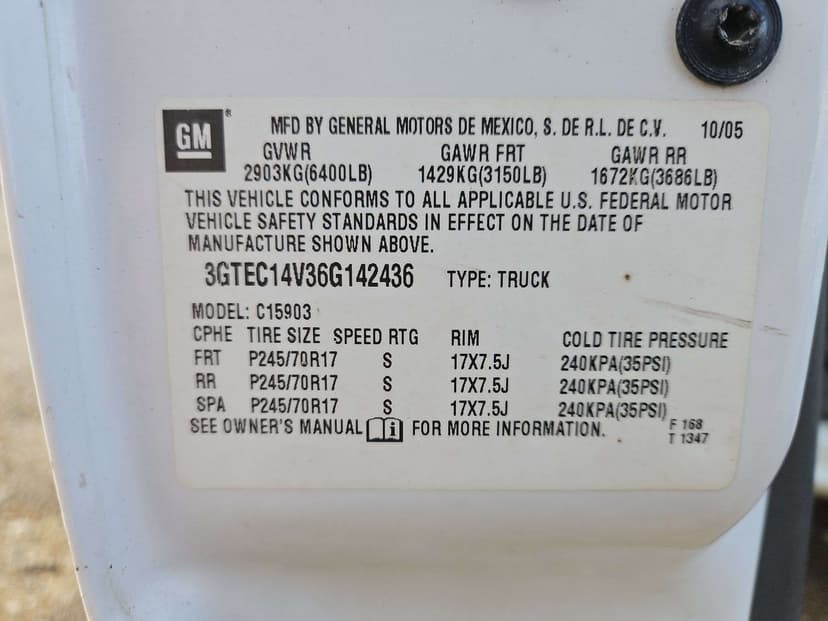 GM® MFD BY GENERAL MOTORS DE MEXICO, S. DE R.L. DE C.V. 10/05
GVWR GAWR FRT GAWR RR
2903KG(6400LB) 1429KG(3150LB) 1672KG(3686LB)
THIS VEHICLE CONFORMS TO ALL APPLICABLE U.S. FEDERAL MOTOR
VEHICLE SAFETY STANDARDS IN EFFECT ON THE DATE OF
MANUFACTURE SHOWN ABOVE.
3GTEC14V36G142436 TYPE: TRUCK
MODEL: C15903
CPHE TIRE SIZE SPEED RTG RIM COLD TIRE PRESSURE
FRT P245/70R17 S 17X7.5J 240KPA(35PSI)
RR P245/70R17 S 17X7.5J 240KPA(35PSI)
SPA P245/70R17 S 17X7.5J 240KPA(35PSI)
SEE OWNER'S MANUAL i FOR MORE INFORMATION. F 168
T 1347